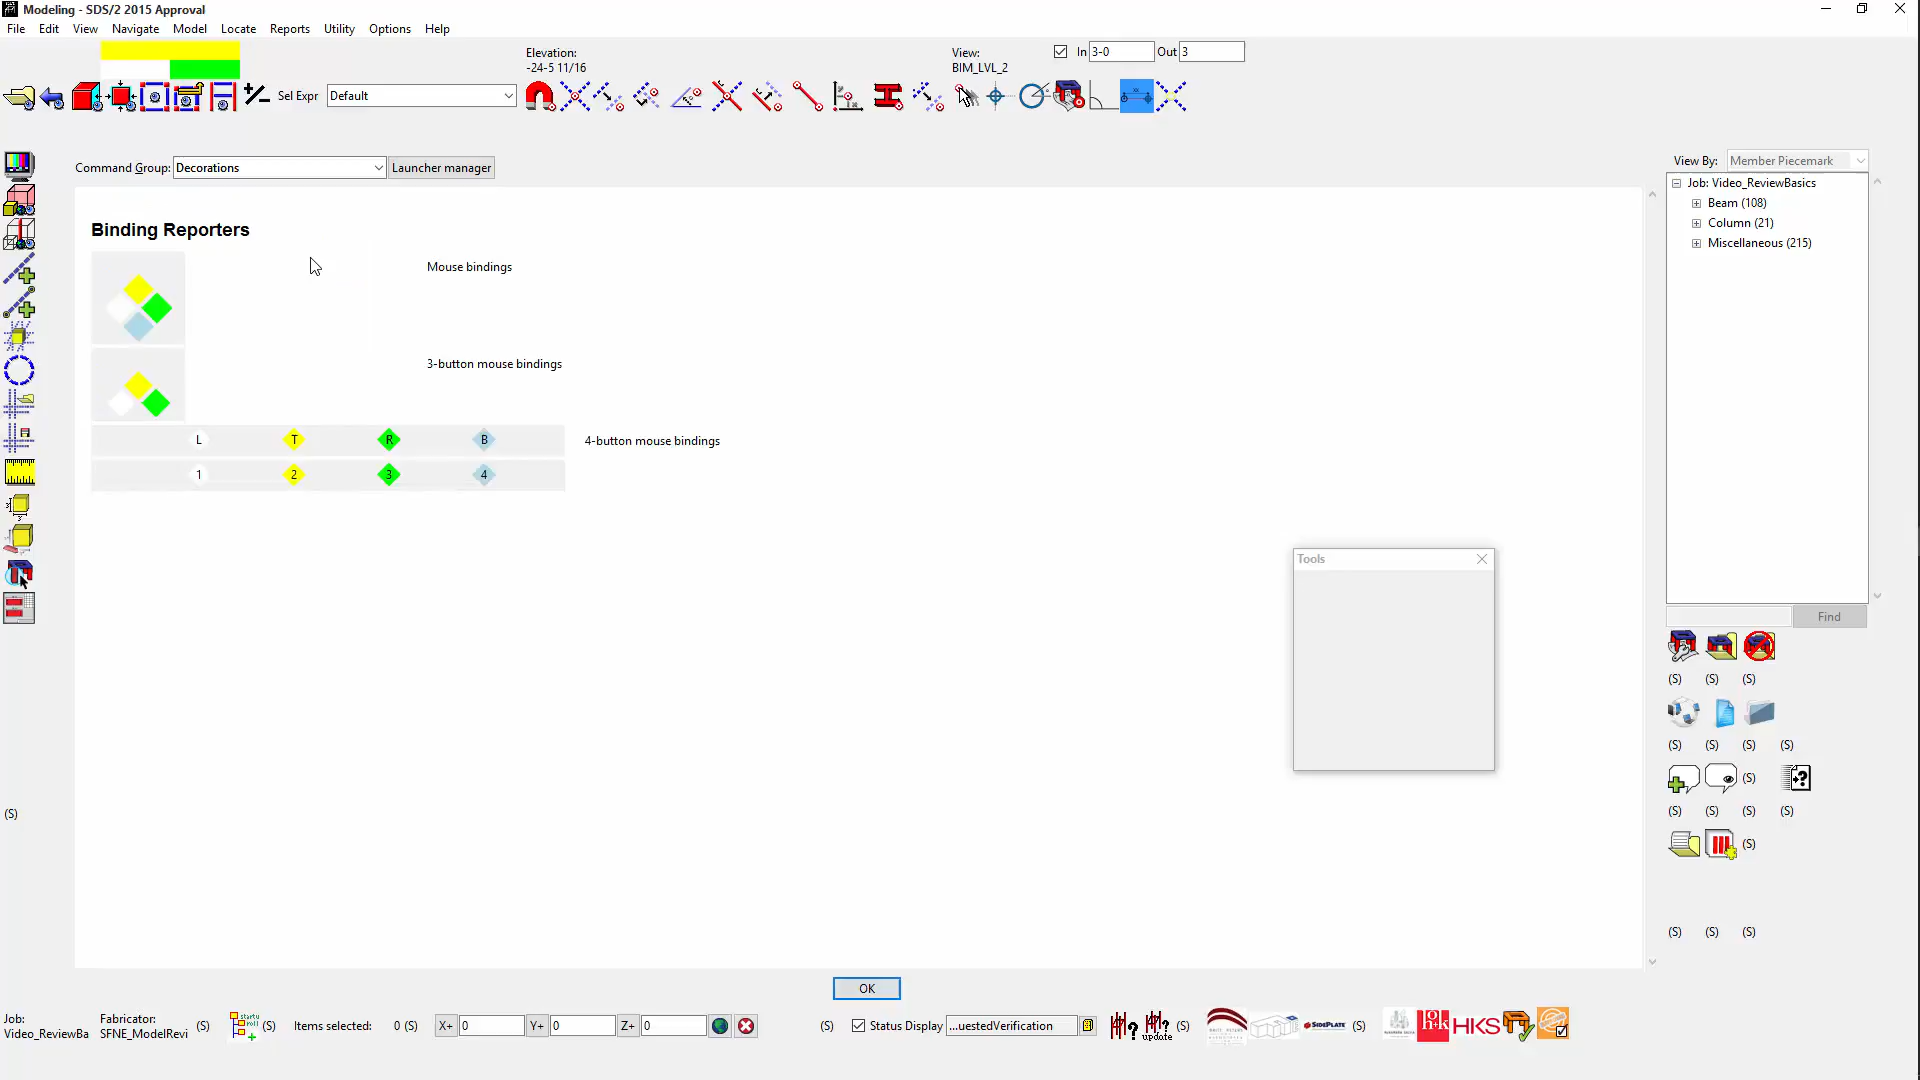 Modeling - SDS/2 2015 Approval
File Edit View Navigate Model Locate Reports Utility Options Help
Elevation:
-24-5 11/16
View:
BIM_LVL_2
In 3-0 Out 3
Sel Expr Default
Command Group: Decorations Launcher manager
View By: Member Piecemark
Job: Video_ReviewBasics
Beam (108)
Column (21)
Miscellaneous (215)
Binding Reporters
Mouse bindings
3-button mouse bindings
L T R B 4-button mouse bindings
1 2 3 4
Tools
Find
(S) (S) (S)
(S) (S) (S) (S)
(S)
(S) (S) (S) (S)
(S)
(S)
(S) (S) (S)
OK
Job:
Video_ReviewBa
Fabricator:
SFNE_ModelRevi
(S) (S) Items selected: 0 (S) X+ 0 Y+ 0 Z+ 0 (S) Status Display ...uestedVerification update (S) SIDEPLATE (S) HKS